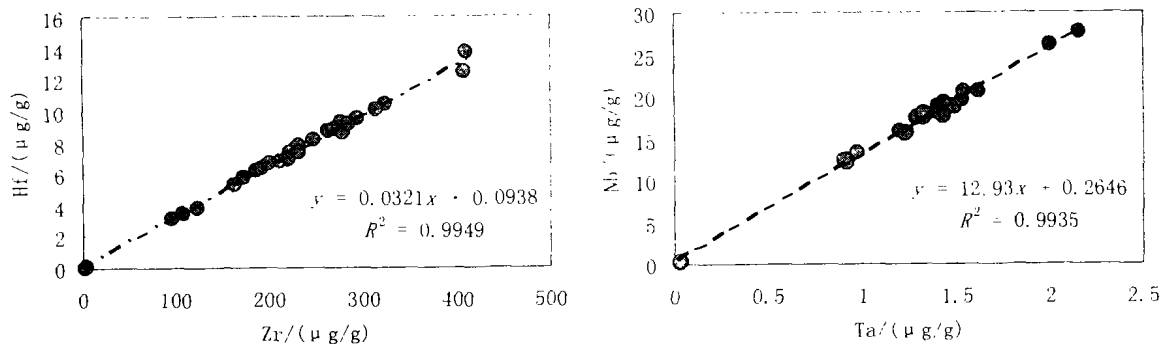 16
14
12
10
8
6
4
2
0
Hf/(μg/g)
0 100 200 300 400 500
Zr/(μg/g)
y = 0.0321x · 0.0938
R² = 0.9949
30
25
20
15
10
5
0
Nb/(μg/g)
0 0.5 1 1.5 2 2.5
Ta/(μg/g)
y = 12.93x + 0.2646
R² = 0.9935